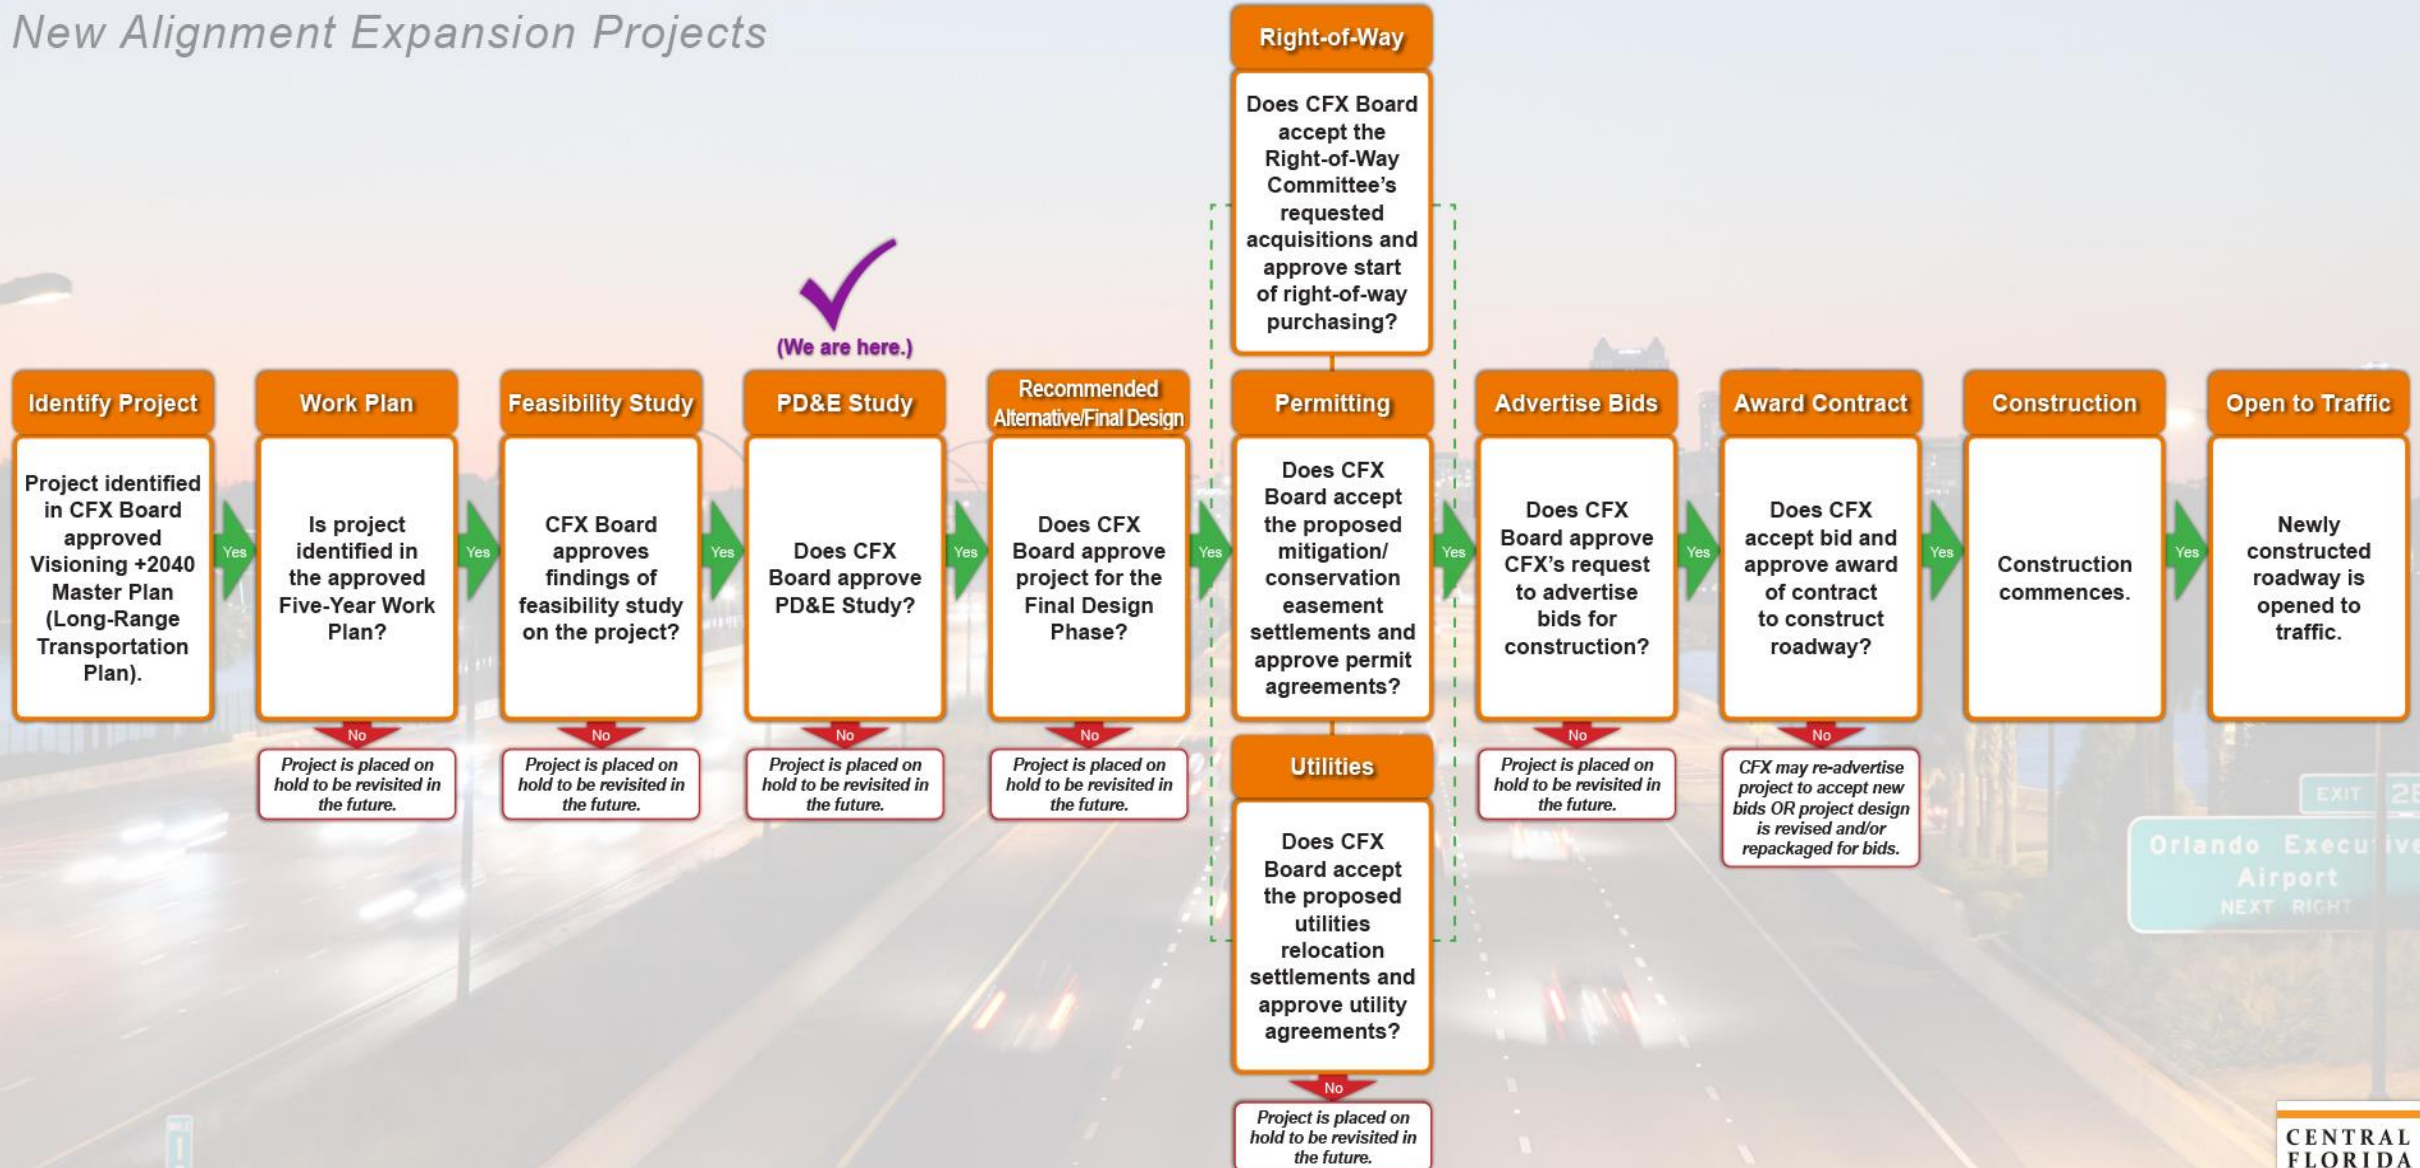 New Alignment Expansion Projects
Right-of-Way
Does CFX Board
accept the
Right-of-Way
Committee's
requested
acquisitions and
approve start
of right-of-way
purchasing?
(We are here.)
Identify Project
Project identified
in CFX Board
approved
Visioning +2040
Master Plan
(Long-Range
Transportation
Plan).
Yes
Work Plan
Is project
identified in
the approved
Five-Year Work
Plan?
No
Project is placed on
hold to be revisited in
the future.
Yes
Feasibility Study
CFX Board
approves
findings of
feasibility study
on the project?
No
Project is placed on
hold to be revisited in
the future.
Yes
PD&E Study
Does CFX
Board approve
PD&E Study?
No
Project is placed on
hold to be revisited in
the future.
Yes
Recommended
Alternative/Final Design
Does CFX
Board approve
project for the
Final Design
Phase?
No
Project is placed on
hold to be revisited in
the future.
Yes
Permitting
Does CFX
Board accept
the proposed
mitigation/
conservation
easement
settlements and
approve permit
agreements?
Utilities
Does CFX
Board accept
the proposed
utilities
relocation
settlements and
approve utility
agreements?
No
Project is placed on
hold to be revisited in
the future.
Yes
Advertise Bids
Does CFX
Board approve
CFX's request
to advertise
bids for
construction?
No
Project is placed on
hold to be revisited in
the future.
Yes
Award Contract
Does CFX
accept bid and
approve award
of contract
to construct
roadway?
No
CFX may re-advertise
project to accept new
bids OR project design
is revised and/or
repackaged for bids.
Yes
Construction
Construction
commences.
Yes
Open to Traffic
Newly
constructed
roadway is
opened to
traffic.
EXIT
Orlando Executive
Airport
NEXT RIGHT
CENTRAL
FLORIDA